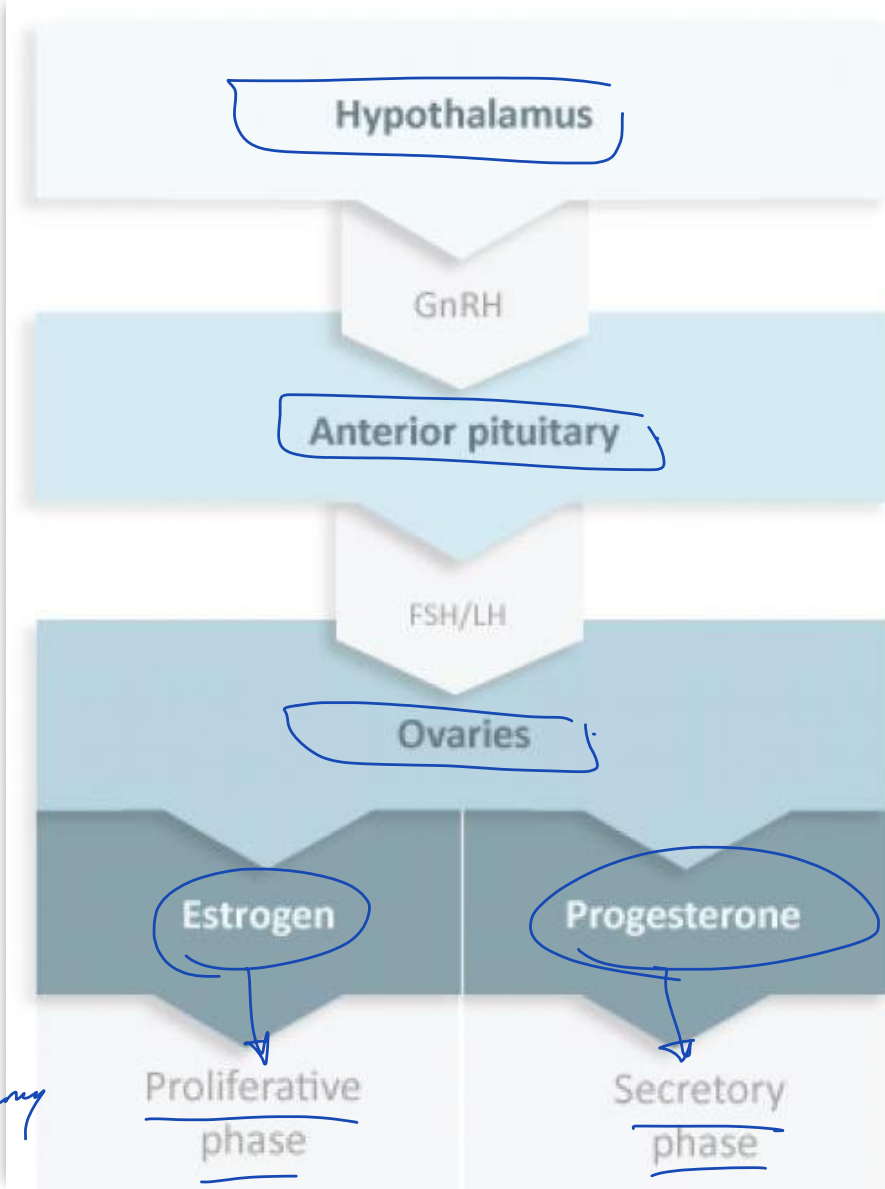 Hypothalamus
GnRH
Anterior pituitary
FSH/LH
Ovaries
Estrogen
Progesterone
Proliferative
phase
Secretory
phase